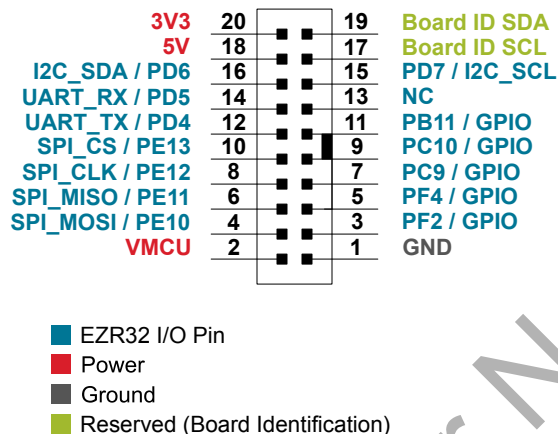 3V3 20 19 Board ID SDA
5V 18 17 Board ID SCL
I2C_SDA / PD6 16 15 PD7 / I2C_SCL
UART_RX / PD5 14 13 NC
UART_TX / PD4 12 11 PB11 / GPIO
SPI_CS / PE13 10 9 PC10 / GPIO
SPI_CLK / PE12 8 7 PC9 / GPIO
SPI_MISO / PE11 6 5 PF4 / GPIO
SPI_MOSI / PE10 4 3 PF2 / GPIO
VMCU 2 1 GND
EZR32 I/O Pin
Power
Ground
Reserved (Board Identification)